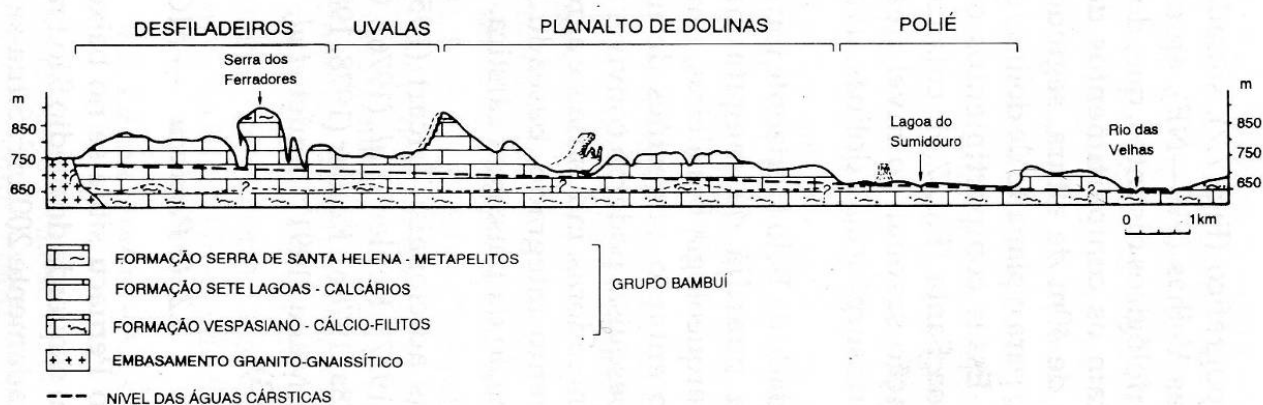 DESFILADEIROS UVALAS PLANALTO DE DOLINAS POLIÉ
Serra dos
Ferradores
m
850
750
650
?
?
?
?
Lagoa do
Sumidouro
Rio das
Velhas
m
850
750
650
0 1km
FORMAÇÃO SERRA DE SANTA HELENA - METAPELITOS
FORMAÇÃO SETE LAGOAS - CALCÁRIOS
FORMAÇÃO VESPASIANO - CÁLCIO-FILITOS
GRUPO BAMBUÍ
EMBASAMENTO GRANITO-GNAISSÍTICO
NÍVEL DAS ÁGUAS CÁRSTICAS